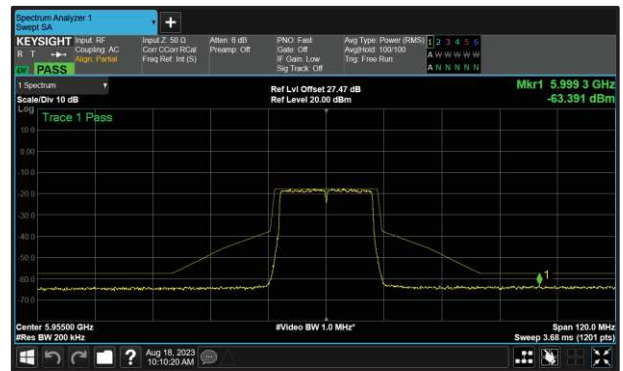 Spectrum Analyzer 1
Swept SA
+
KEYSIGHT
R T
PASS
Input: RF
Coupling: AC
Align: Partial
Input Z: 50 Ω
Corr CCorr RCal
Freq Ref: Int (S)
Atten: 6 dB
Preamp: Off
PNO: Fast
Gate: Off
IF Gain: Low
Sig Track: Off
Avg Type: Power (RMS)
Avg|Hold: 100/100
Trig: Free Run
1 2 3 4 5 6
A W W W W W
A N N N N N
1 Spectrum
Scale/Div 10 dB
Log
Ref Lvl Offset 27.47 dB
Ref Level 20.00 dBm
Mkr1 5.999 3 GHz
-63.391 dBm
Trace 1 Pass
10.0
0.00
-10.0
-20.0
-30.0
-40.0
-50.0
-60.0
-70.0
1
Center 5.95500 GHz
#Res BW 200 kHz
#Video BW 1.0 MHz*
Span 120.0 MHz
Sweep 3.68 ms (1201 pts)
?
Aug 18, 2023
10:10:20 AM